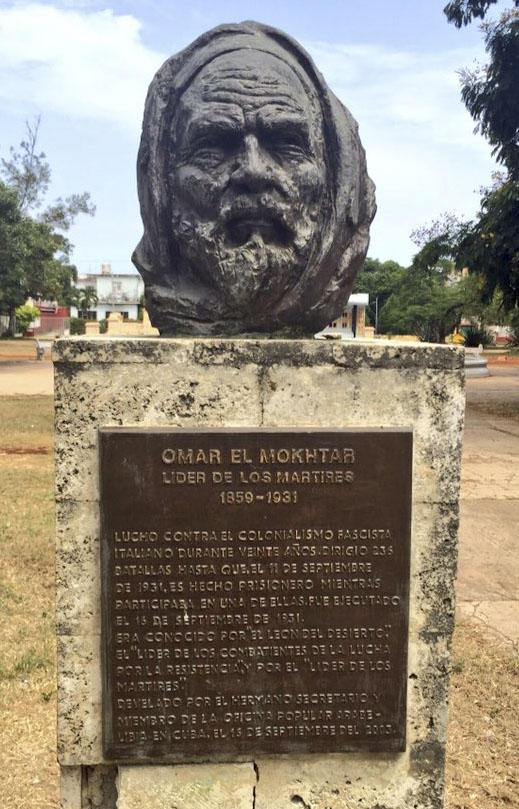 OMAR EL MOKHTAR
LIDER DE LOS MARTIRES
1859-1931
LUCHO CONTRA EL COLONIALISMO FASCISTA
ITALIANO DURANTE VEINTE AÑOS. DIRIGIO 236
BATALLAS HASTA QUE, EL 11 DE SEPTIEMBRE
DE 1931, ES HECHO PRISIONERO MIENTRAS
PARTICIPABA EN UNA DE ELLAS. FUE EJECUTADO
EL 16 DE SEPTIEMBRE DE 1931.
ERA CONOCIDO POR "EL LEON DEL DESIERTO",
EL "LIDER DE LOS COMBATIENTES DE LA LUCHA
POR LA RESISTENCIA" Y POR EL "LIDER DE LOS
MARTIRES"
DEVELADO POR EL HERMANO SECRETARIO Y
MIEMBRO DE LA OFICINA POPULAR ARABE-
LIBIA EN CUBA, EL 15 DE SEPTIEMBRE DEL 2003.